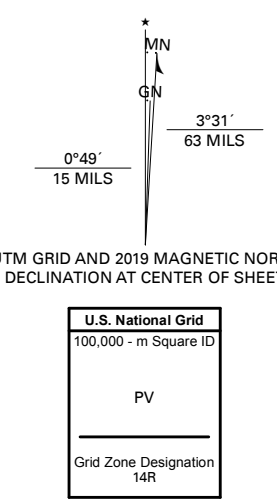 ★
MN
GN
3°31´
63 MILS
0°49´
15 MILS
UTM GRID AND 2019 MAGNETIC NOR
DECLINATION AT CENTER OF SHEET
U.S. National Grid
100,000 - m Square ID
PV
Grid Zone Designation
14R